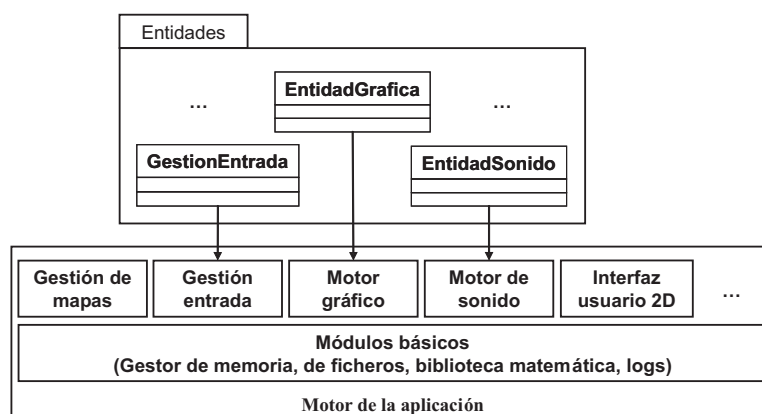 Entidades
EntidadGrafica
...
...
GestionEntrada
EntidadSonido
Gestión de
mapas
Gestión
entrada
Motor
gráfico
Motor de
sonido
Interfaz
usuario 2D
...
Módulos básicos
(Gestor de memoria, de ficheros, biblioteca matemática, logs)
Motor de la aplicación